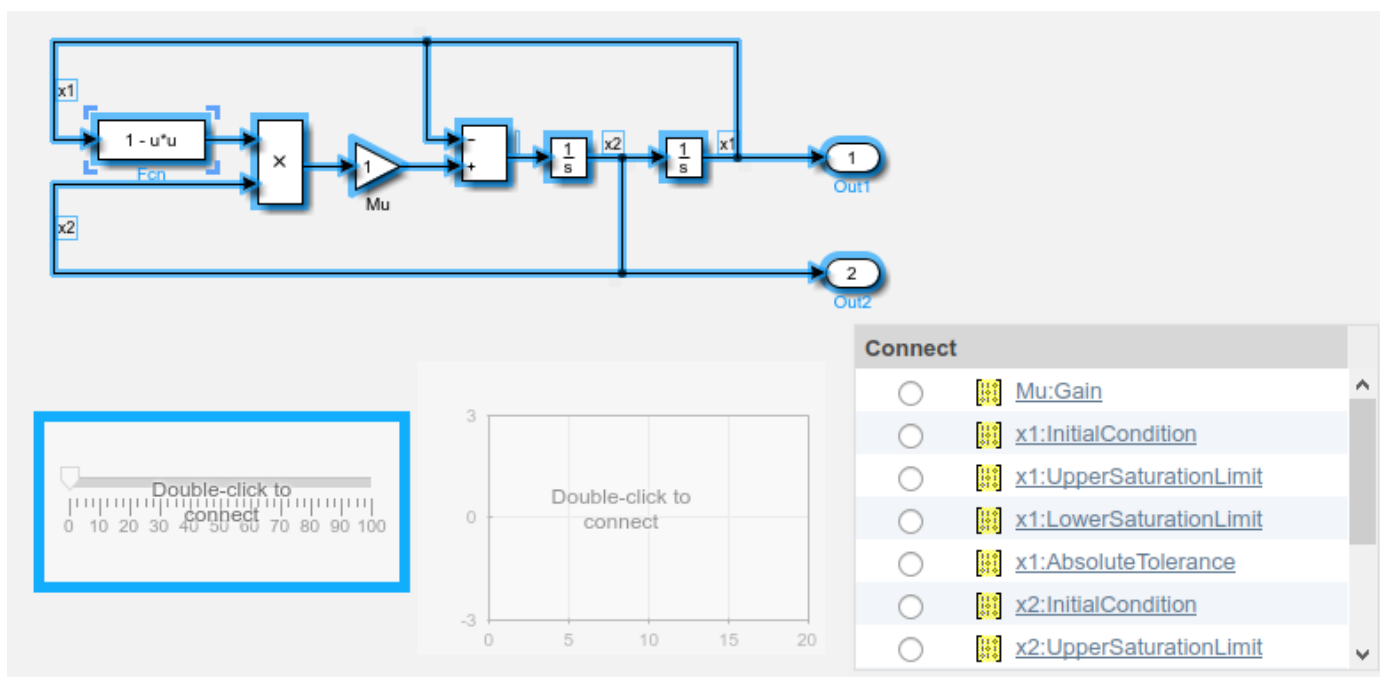 x1
1 - u*u
Fcn
×
1
Mu
−
+
1
s
x2
1
s
x1
1
Out1
x2
2
Out2
Connect
Mu:Gain
x1:InitialCondition
x1:UpperSaturationLimit
x1:LowerSaturationLimit
x1:AbsoluteTolerance
x2:InitialCondition
x2:UpperSaturationLimit
Double-click to
connect
0 10 20 30 40 50 60 70 80 90 100
3
0
-3
Double-click to
connect
0 5 10 15 20